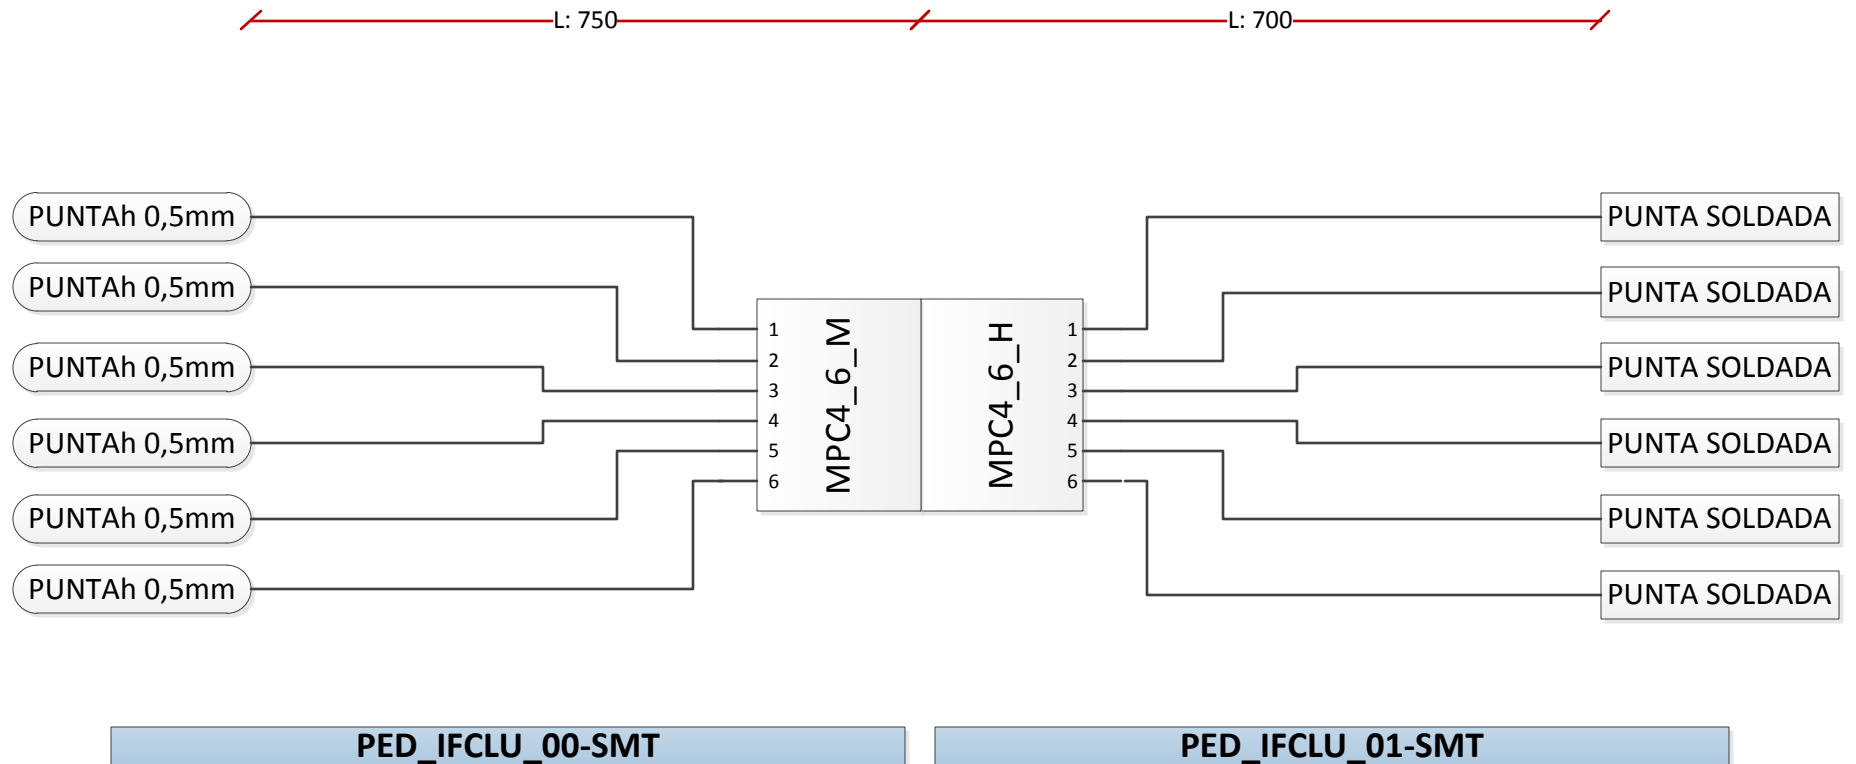 L: 750
L: 700
PUNTAh 0,5mm
PUNTAh 0,5mm
PUNTAh 0,5mm
PUNTAh 0,5mm
PUNTAh 0,5mm
PUNTAh 0,5mm
1
2
3
4
5
6
MPC4_6_M
MPC4_6_H
1
2
3
4
5
6
PUNTA SOLDADA
PUNTA SOLDADA
PUNTA SOLDADA
PUNTA SOLDADA
PUNTA SOLDADA
PUNTA SOLDADA
PED_IFCLU_00-SMT
PED_IFCLU_01-SMT